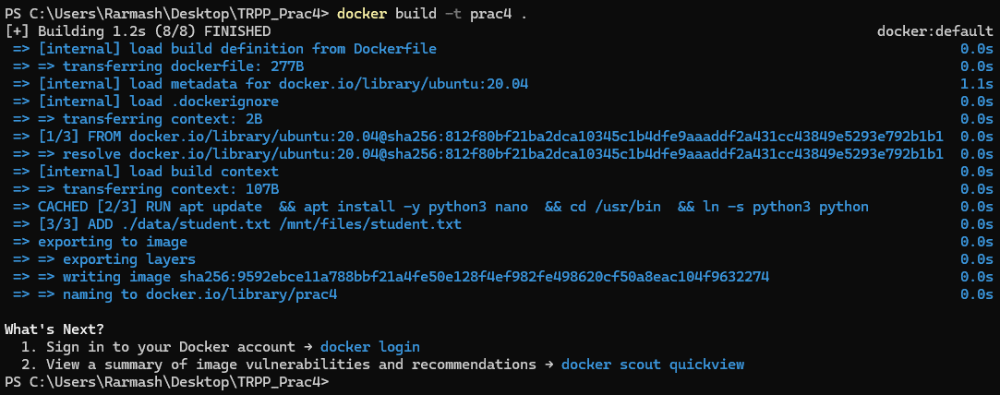 PS C:\Users\Rarmash\Desktop\TRPP_Prac4> docker build -t prac4 .
[+] Building 1.2s (8/8) FINISHED docker:default
=> [internal] load build definition from Dockerfile 0.0s
=> => transferring dockerfile: 277B 0.0s
=> [internal] load metadata for docker.io/library/ubuntu:20.04 1.1s
=> [internal] load .dockerignore 0.0s
=> => transferring context: 2B 0.0s
=> [1/3] FROM docker.io/library/ubuntu:20.04@sha256:812f80bf21ba2dca10345c1b4dfe9aaaddf2a431cc43849e5293e792b1b1 0.0s
=> => resolve docker.io/library/ubuntu:20.04@sha256:812f80bf21ba2dca10345c1b4dfe9aaaddf2a431cc43849e5293e792b1b1 0.0s
=> [internal] load build context 0.0s
=> => transferring context: 107B 0.0s
=> CACHED [2/3] RUN apt update  && apt install -y python3 nano  && cd /usr/bin  && ln -s python3 python 0.0s
=> [3/3] ADD ./data/student.txt /mnt/files/student.txt 0.0s
=> exporting to image 0.0s
=> => exporting layers 0.0s
=> => writing image sha256:9592ebce11a788bbf21a4fe50e128f4ef982fe498620cf50a8eac104f9632274 0.0s
=> => naming to docker.io/library/prac4 0.0s
What's Next?
1. Sign in to your Docker account → docker login
2. View a summary of image vulnerabilities and recommendations → docker scout quickview
PS C:\Users\Rarmash\Desktop\TRPP_Prac4>